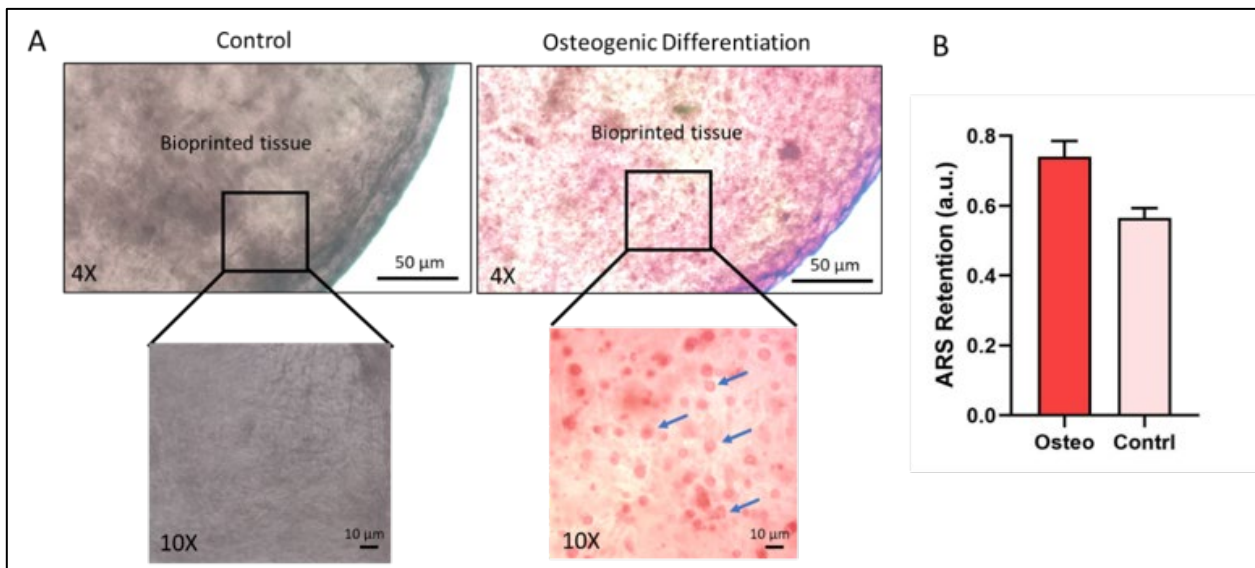 A
Control
Osteogenic Differentiation
B
Bioprinted tissue
4X
50 µm
Bioprinted tissue
4X
50 µm
10X
10 µm
10X
10 µm
ARS Retention (a.u.)
0.8
0.6
0.4
0.2
0.0
Osteo
Contrl